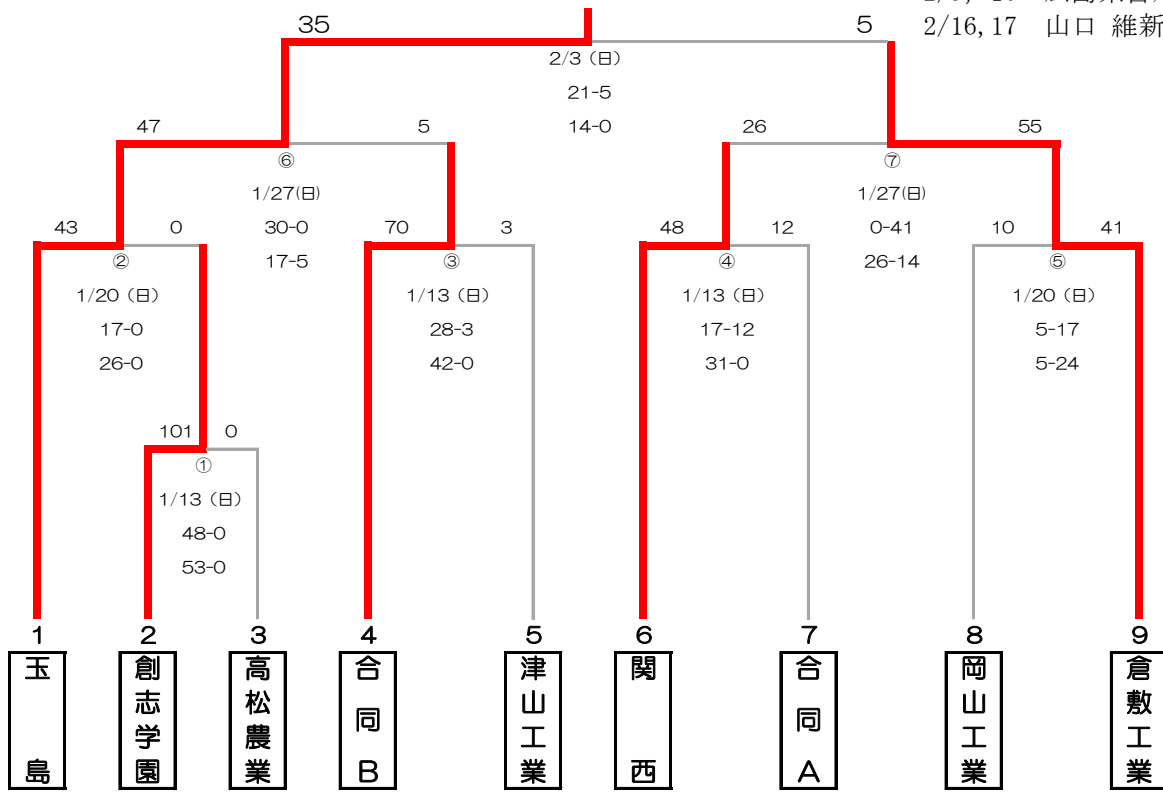 35
5
2/16,17 山口 維新
2/3（日）
21-5
14-0
47
5
26
55
⑥
⑦
1/27(日)
1/27(日)
30-0
0-41
17-5
26-14
43
0
70
3
48
12
10
41
②
③
④
⑤
1/20（日）
1/13（日）
1/13（日）
1/20（日）
17-0
28-3
17-12
5-17
26-0
42-0
31-0
5-24
101
0
①
1/13（日）
48-0
53-0
1
2
3
4
5
6
7
8
9
玉島
創志学園
高松農業
合同B
津山工業
関西
合同A
岡山工業
倉敷工業